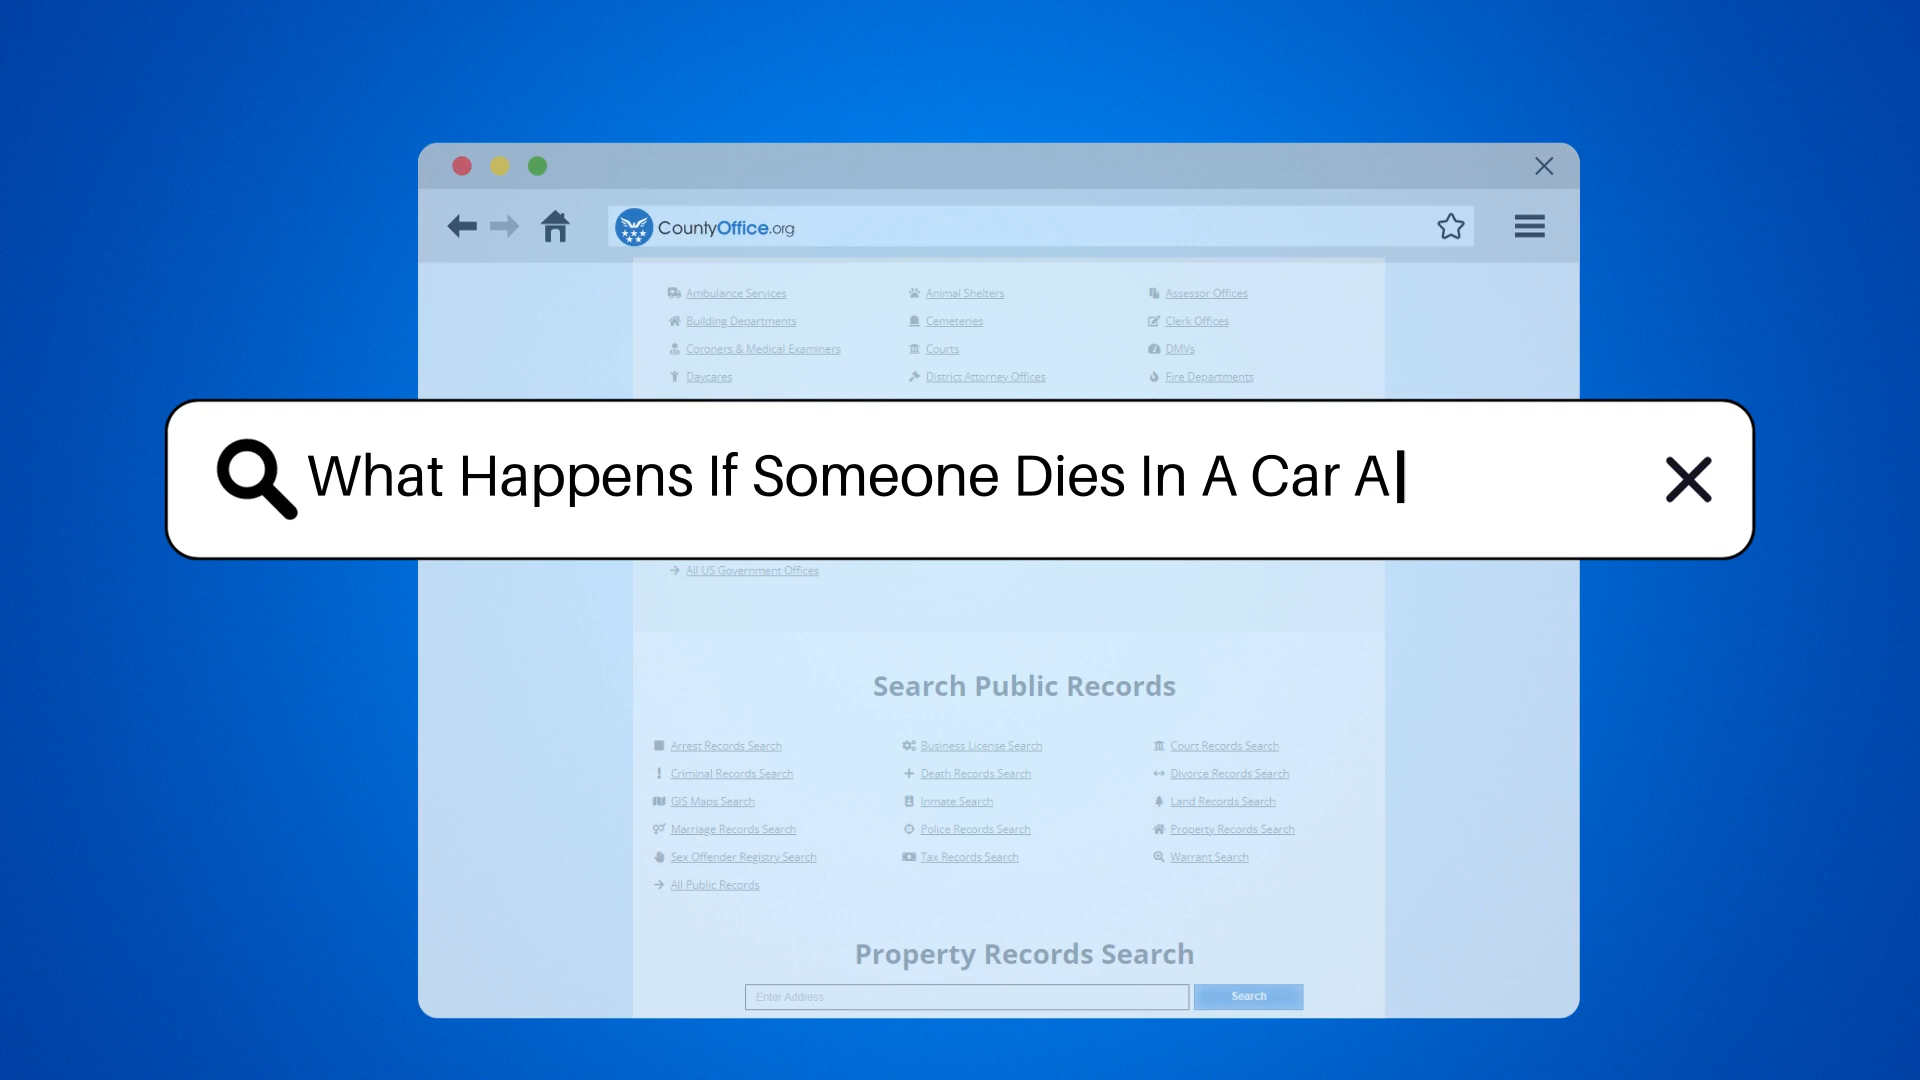 CountyOffice.org
Ambulance Services Animal Shelters Assessor Offices
Building Departments Cemeteries Clerk Offices
Coroners & Medical Examiners Courts DMVs
Daycares District Attorney Offices Fire Departments
What Happens If Someone Dies In A Car A
All US Government Offices
Search Public Records
Arrest Records Search Business License Search Court Records Search
Criminal Records Search Death Records Search Divorce Records Search
GIS Maps Search Inmate Search Land Records Search
Marriage Records Search Police Records Search Property Records Search
Sex Offender Registry Search Tax Records Search Warrant Search
All Public Records
Property Records Search
Enter Address Search